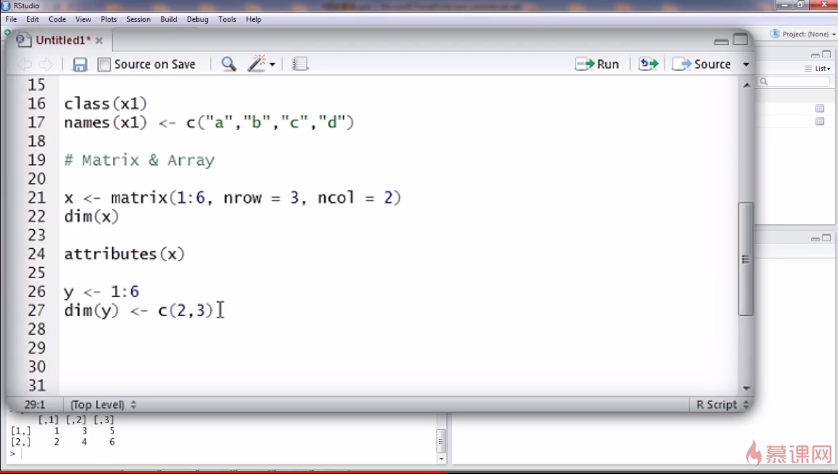 RStudio
File Edit Code View Plots Session Build Debug Tools Help
Project: (None)
Untitled1*
Source on Save
Run
Source
List
15
16 class(x1)
17 names(x1) <- c("a","b","c","d")
18
19 # Matrix & Array
20
21 x <- matrix(1:6, nrow = 3, ncol = 2)
22 dim(x)
23
24 attributes(x)
25
26 y <- 1:6
27 dim(y) <- c(2,3)
28
29
30
31
29:1 (Top Level) R Script
[,1] [,2] [,3]
[1,] 1 3 5
[2,] 2 4 6
>
慕课网